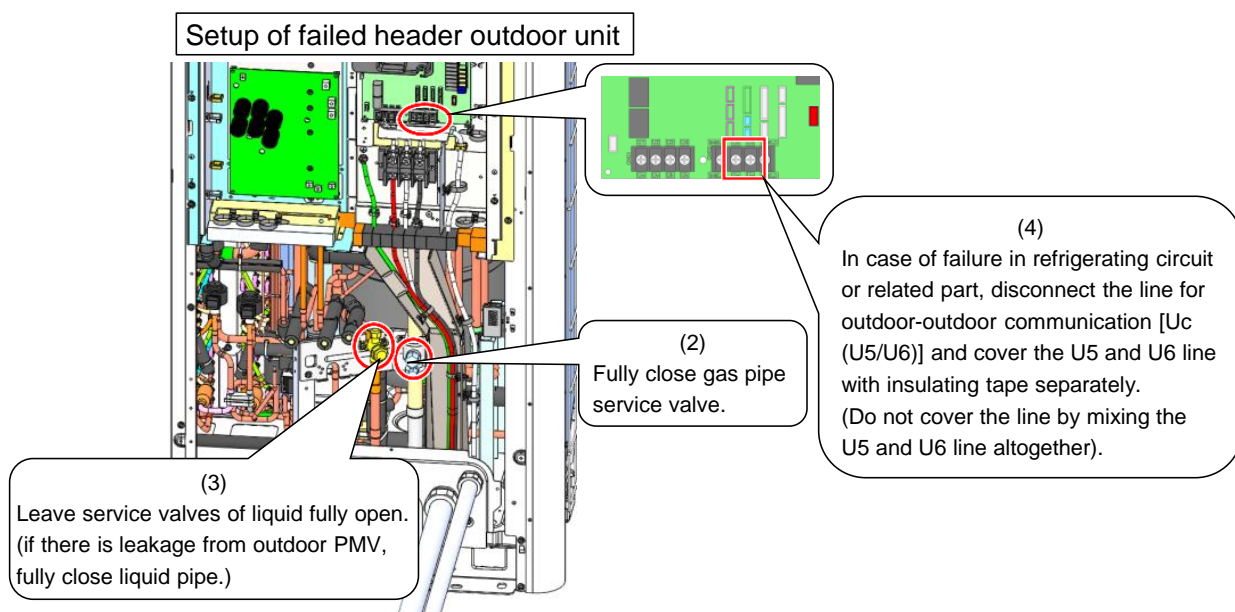 Setup of failed header outdoor unit
(4)
In case of failure in refrigerating circuit
or related part, disconnect the line for
outdoor-outdoor communication [Uc
(U5/U6)] and cover the U5 and U6 line
with insulating tape separately.
(Do not cover the line by mixing the
U5 and U6 line altogether).
(2)
Fully close gas pipe
service valve.
(3)
Leave service valves of liquid fully open.
(if there is leakage from outdoor PMV,
fully close liquid pipe.)